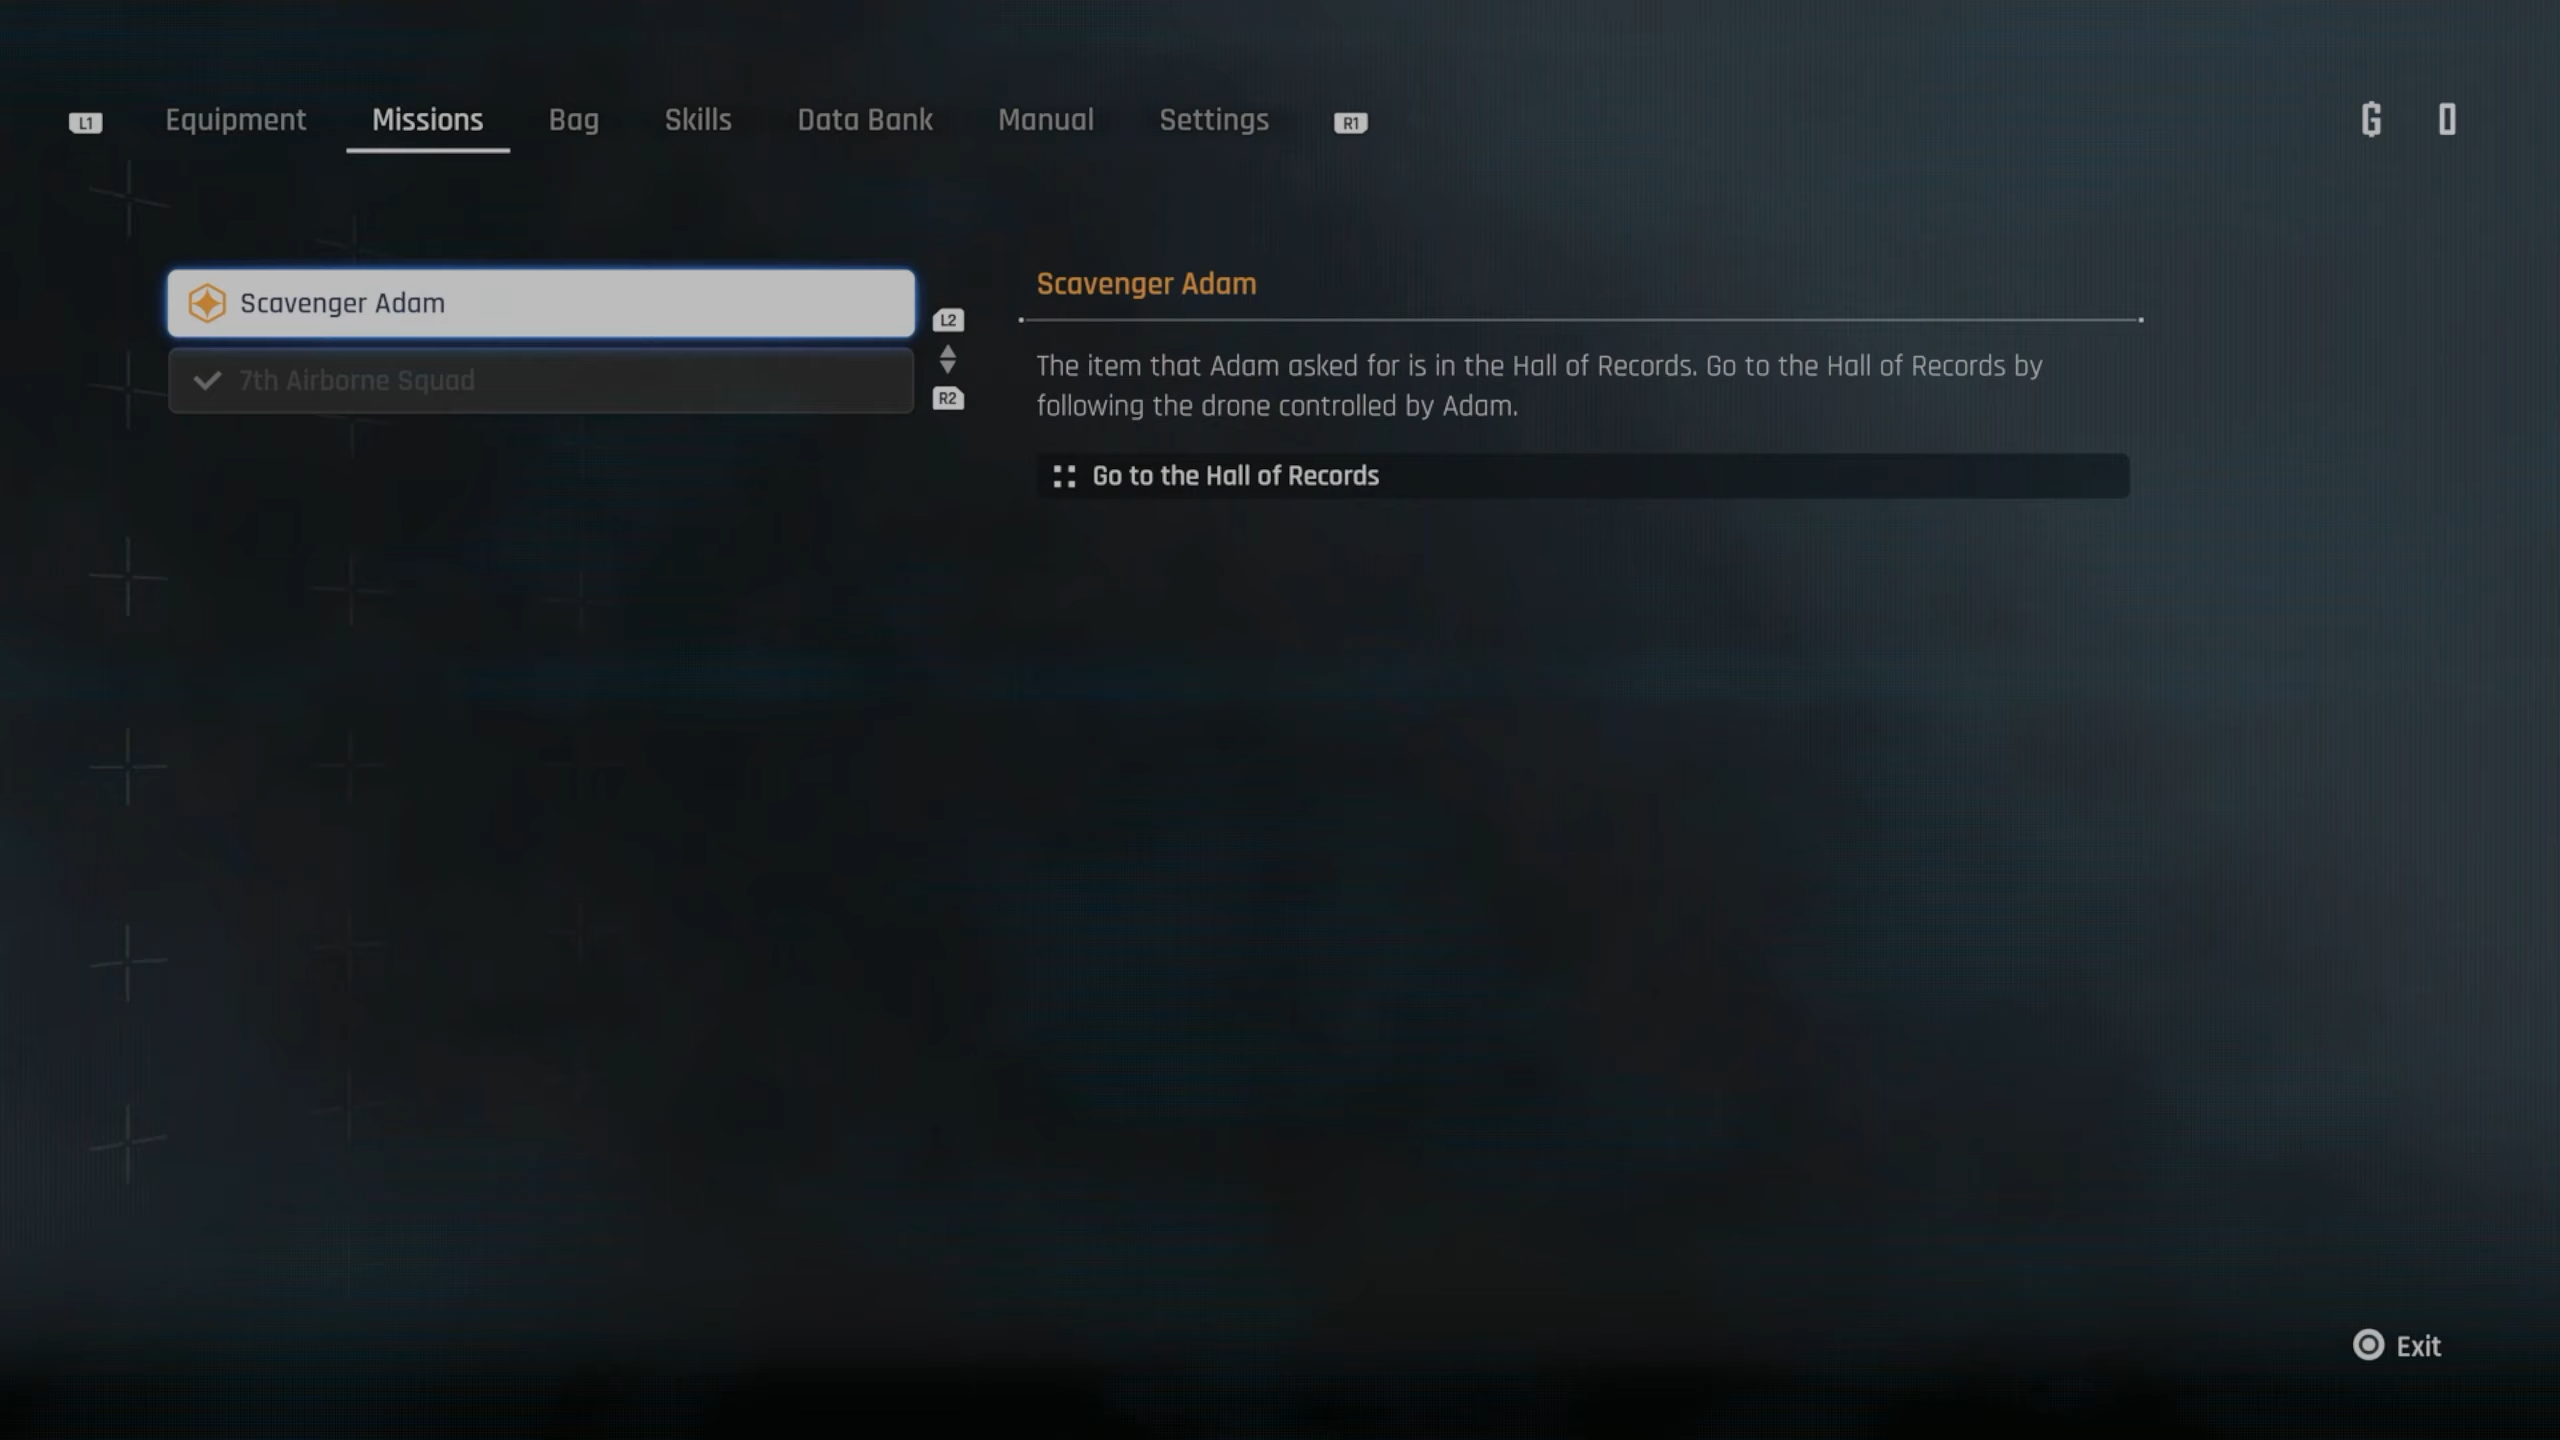 L1 Equipment Missions Bag Skills Data Bank Manual Settings R1 G 0
Scavenger Adam
7th Airborne Squad
L2
R2
Scavenger Adam
The item that Adam asked for is in the Hall of Records. Go to the Hall of Records by
following the drone controlled by Adam.
Go to the Hall of Records
Exit